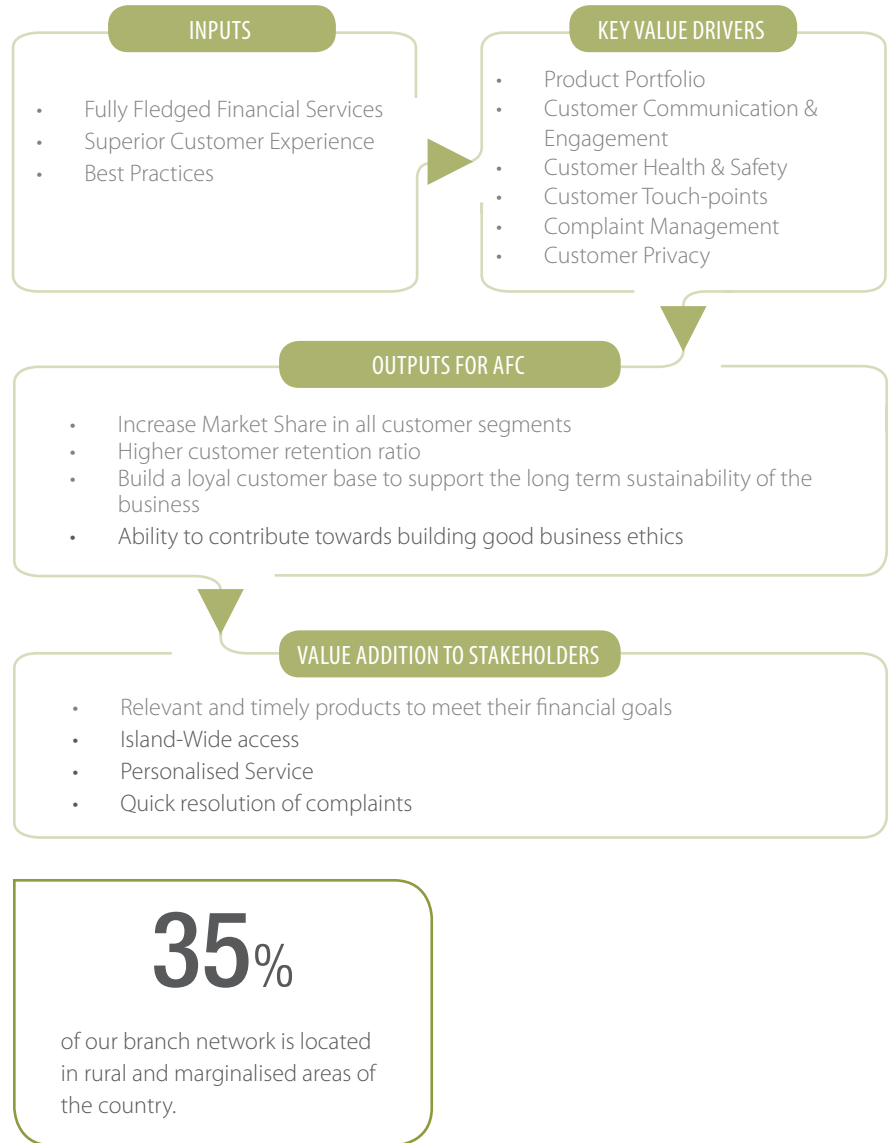 INPUTS
• Fully Fledged Financial Services
• Superior Customer Experience
• Best Practices
KEY VALUE DRIVERS
• Product Portfolio
• Customer Communication &
Engagement
• Customer Health & Safety
• Customer Touch-points
• Complaint Management
• Customer Privacy
OUTPUTS FOR AFC
• Increase Market Share in all customer segments
• Higher customer retention ratio
• Build a loyal customer base to support the long term sustainability of the
business
• Ability to contribute towards building good business ethics
VALUE ADDITION TO STAKEHOLDERS
• Relevant and timely products to meet their financial goals
• Island-Wide access
• Personalised Service
• Quick resolution of complaints
35%
of our branch network is located
in rural and marginalised areas of
the country.